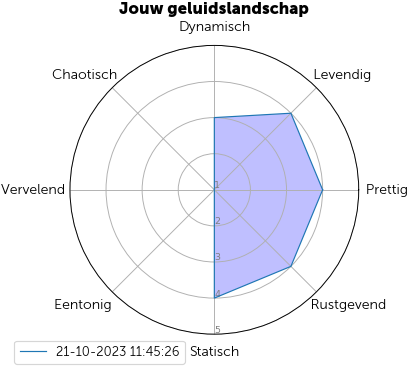 Jouw geluidslandschap
Dynamisch
Chaotisch
Levendig
Vervelend
1
Prettig
2
3
4
Eentonig
Rustgevend
5
21-10-2023 11:45:26
Statisch